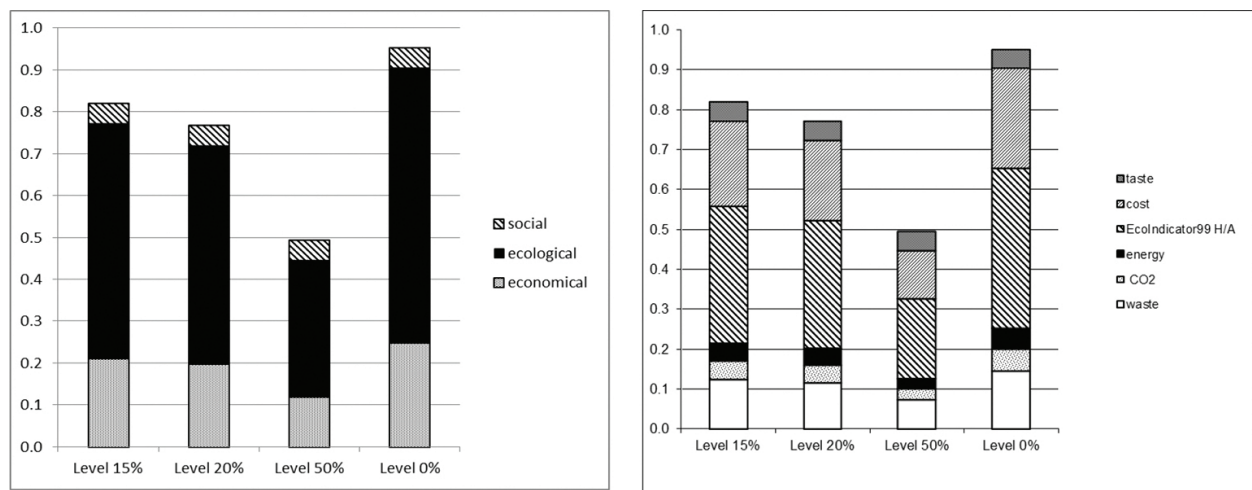 1.0
0.9
0.8
0.7
0.6
0.5
0.4
0.3
0.2
0.1
0.0
Level 15% Level 20% Level 50% Level 0%
social
ecological
economical
1.0
0.9
0.8
0.7
0.6
0.5
0.4
0.3
0.2
0.1
0.0
Level 15% Level 20% Level 50% Level 0%
taste
cost
EcoIndicator99 H/A
energy
CO2
waste